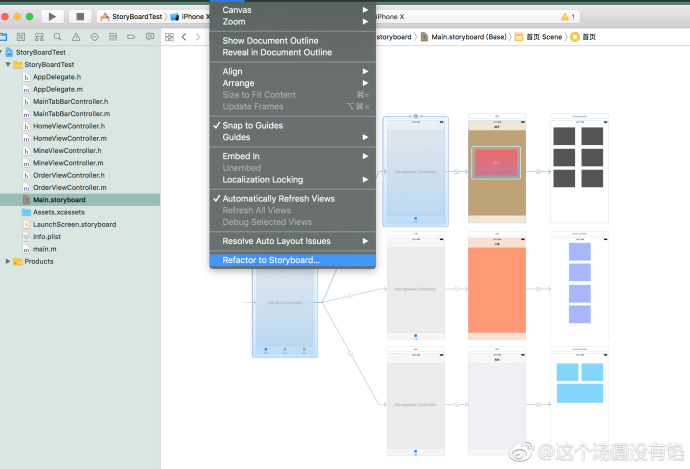 StoryBoardTest
iPhone X
iPhone X
1
StoryBoardTest
storyboard
Main.storyboard (Base)
首页 Scene
首页
StoryBoardTest
AppDelegate.h
AppDelegate.m
MainTabBarController.h
MainTabBarController.m
HomeViewController.h
HomeViewController.m
MineViewController.h
MineViewController.m
OrderViewController.h
OrderViewController.m
Main.storyboard
Assets.xcassets
LaunchScreen.storyboard
Info.plist
main.m
Products
Canvas
Zoom
Show Document Outline
Reveal in Document Outline
Align
Arrange
Size to Fit Content ⌘=
Update Frames ⌥⌘=
✓ Snap to Guides
Guides
Embed In
Unembed
Localization Locking
✓ Automatically Refresh Views
Refresh All Views
Debug Selected Views
Resolve Auto Layout Issues
Refactor to Storyboard...
Navigation Controller
Navigation Controller
Tab Bar Controller
Navigation Controller
@这个汤圆没有馅